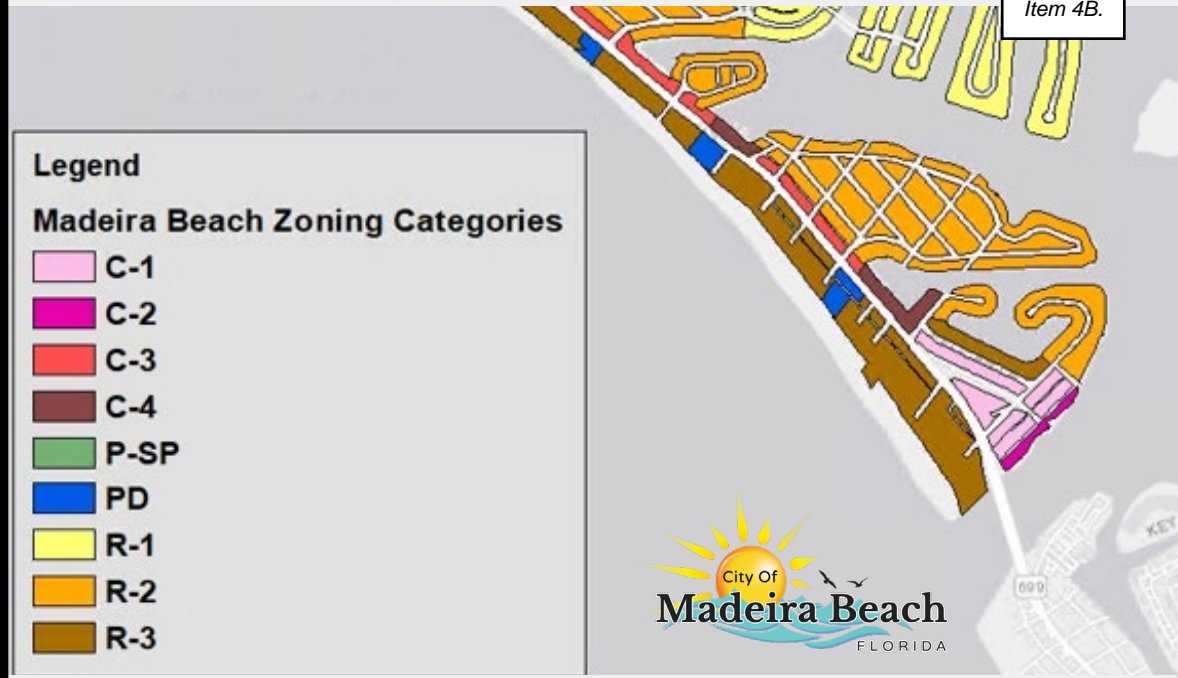 Item 4B.
Legend
Madeira Beach Zoning Categories
C-1
C-2
C-3
C-4
P-SP
PD
R-1
R-2
R-3
City Of
Madeira Beach
FLORIDA
699
KEY